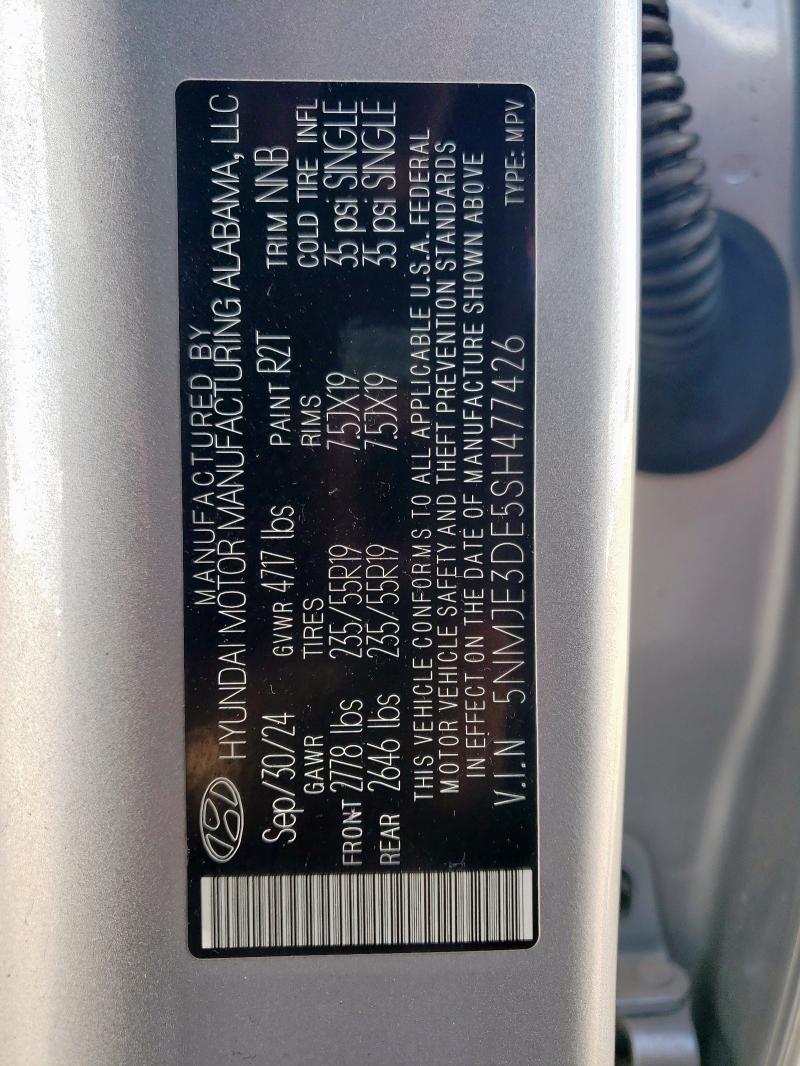 MANUFACTURED BY
HYUNDAI MOTOR MANUFACTURING ALABAMA, LLC
Sep/30/24 GVWR 4717 lbs PAINT R2T TRIM NNB
GAWR TIRES RIMS COLD TIRE INFL
FRONT 2778 lbs 235/55R19 7.5JX19 35 psi SINGLE
REAR 2646 lbs 235/55R19 7.5JX19 35 psi SINGLE
THIS VEHICLE CONFORMS TO ALL APPLICABLE U.S.A. FEDERAL
MOTOR VEHICLE SAFETY AND THEFT PREVENTION STANDARDS
IN EFFECT ON THE DATE OF MANUFACTURE SHOWN ABOVE
V.I.N 5NMJE3DE5SH477426 TYPE: MPV